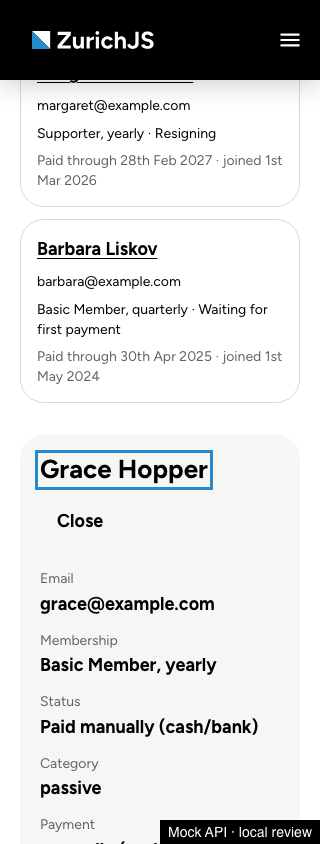 ZurichJS
margaret@example.com
Supporter, yearly · Resigning
Paid through 28th Feb 2027 · joined 1st
Mar 2026
Barbara Liskov
barbara@example.com
Basic Member, quarterly · Waiting for
first payment
Paid through 30th Apr 2025 · joined 1st
May 2024
Grace Hopper
Close
Email
grace@example.com
Membership
Basic Member, yearly
Status
Paid manually (cash/bank)
Category
passive
Payment
Mock API · local review